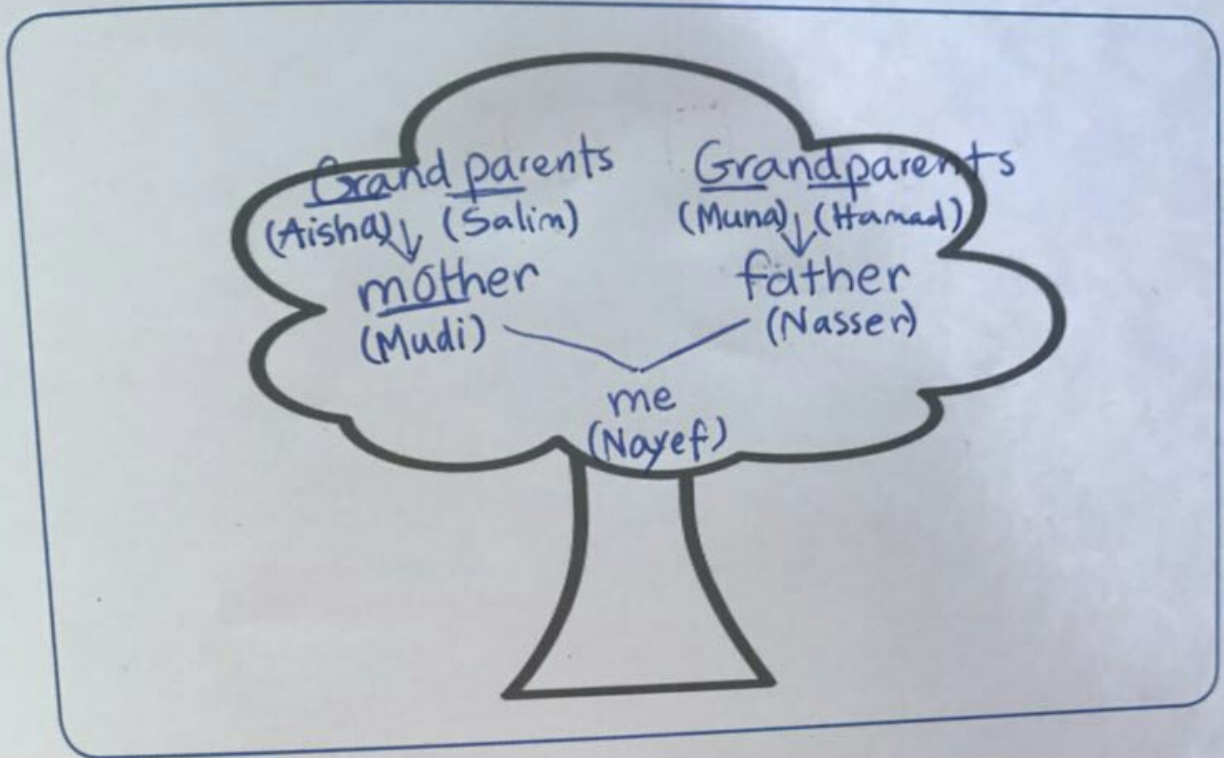 Grand parents Grandparents
(Aisha) (Salim) (Muna) (Hamad)
mother father
(Mudi) (Nasser)
me
(Nayef)